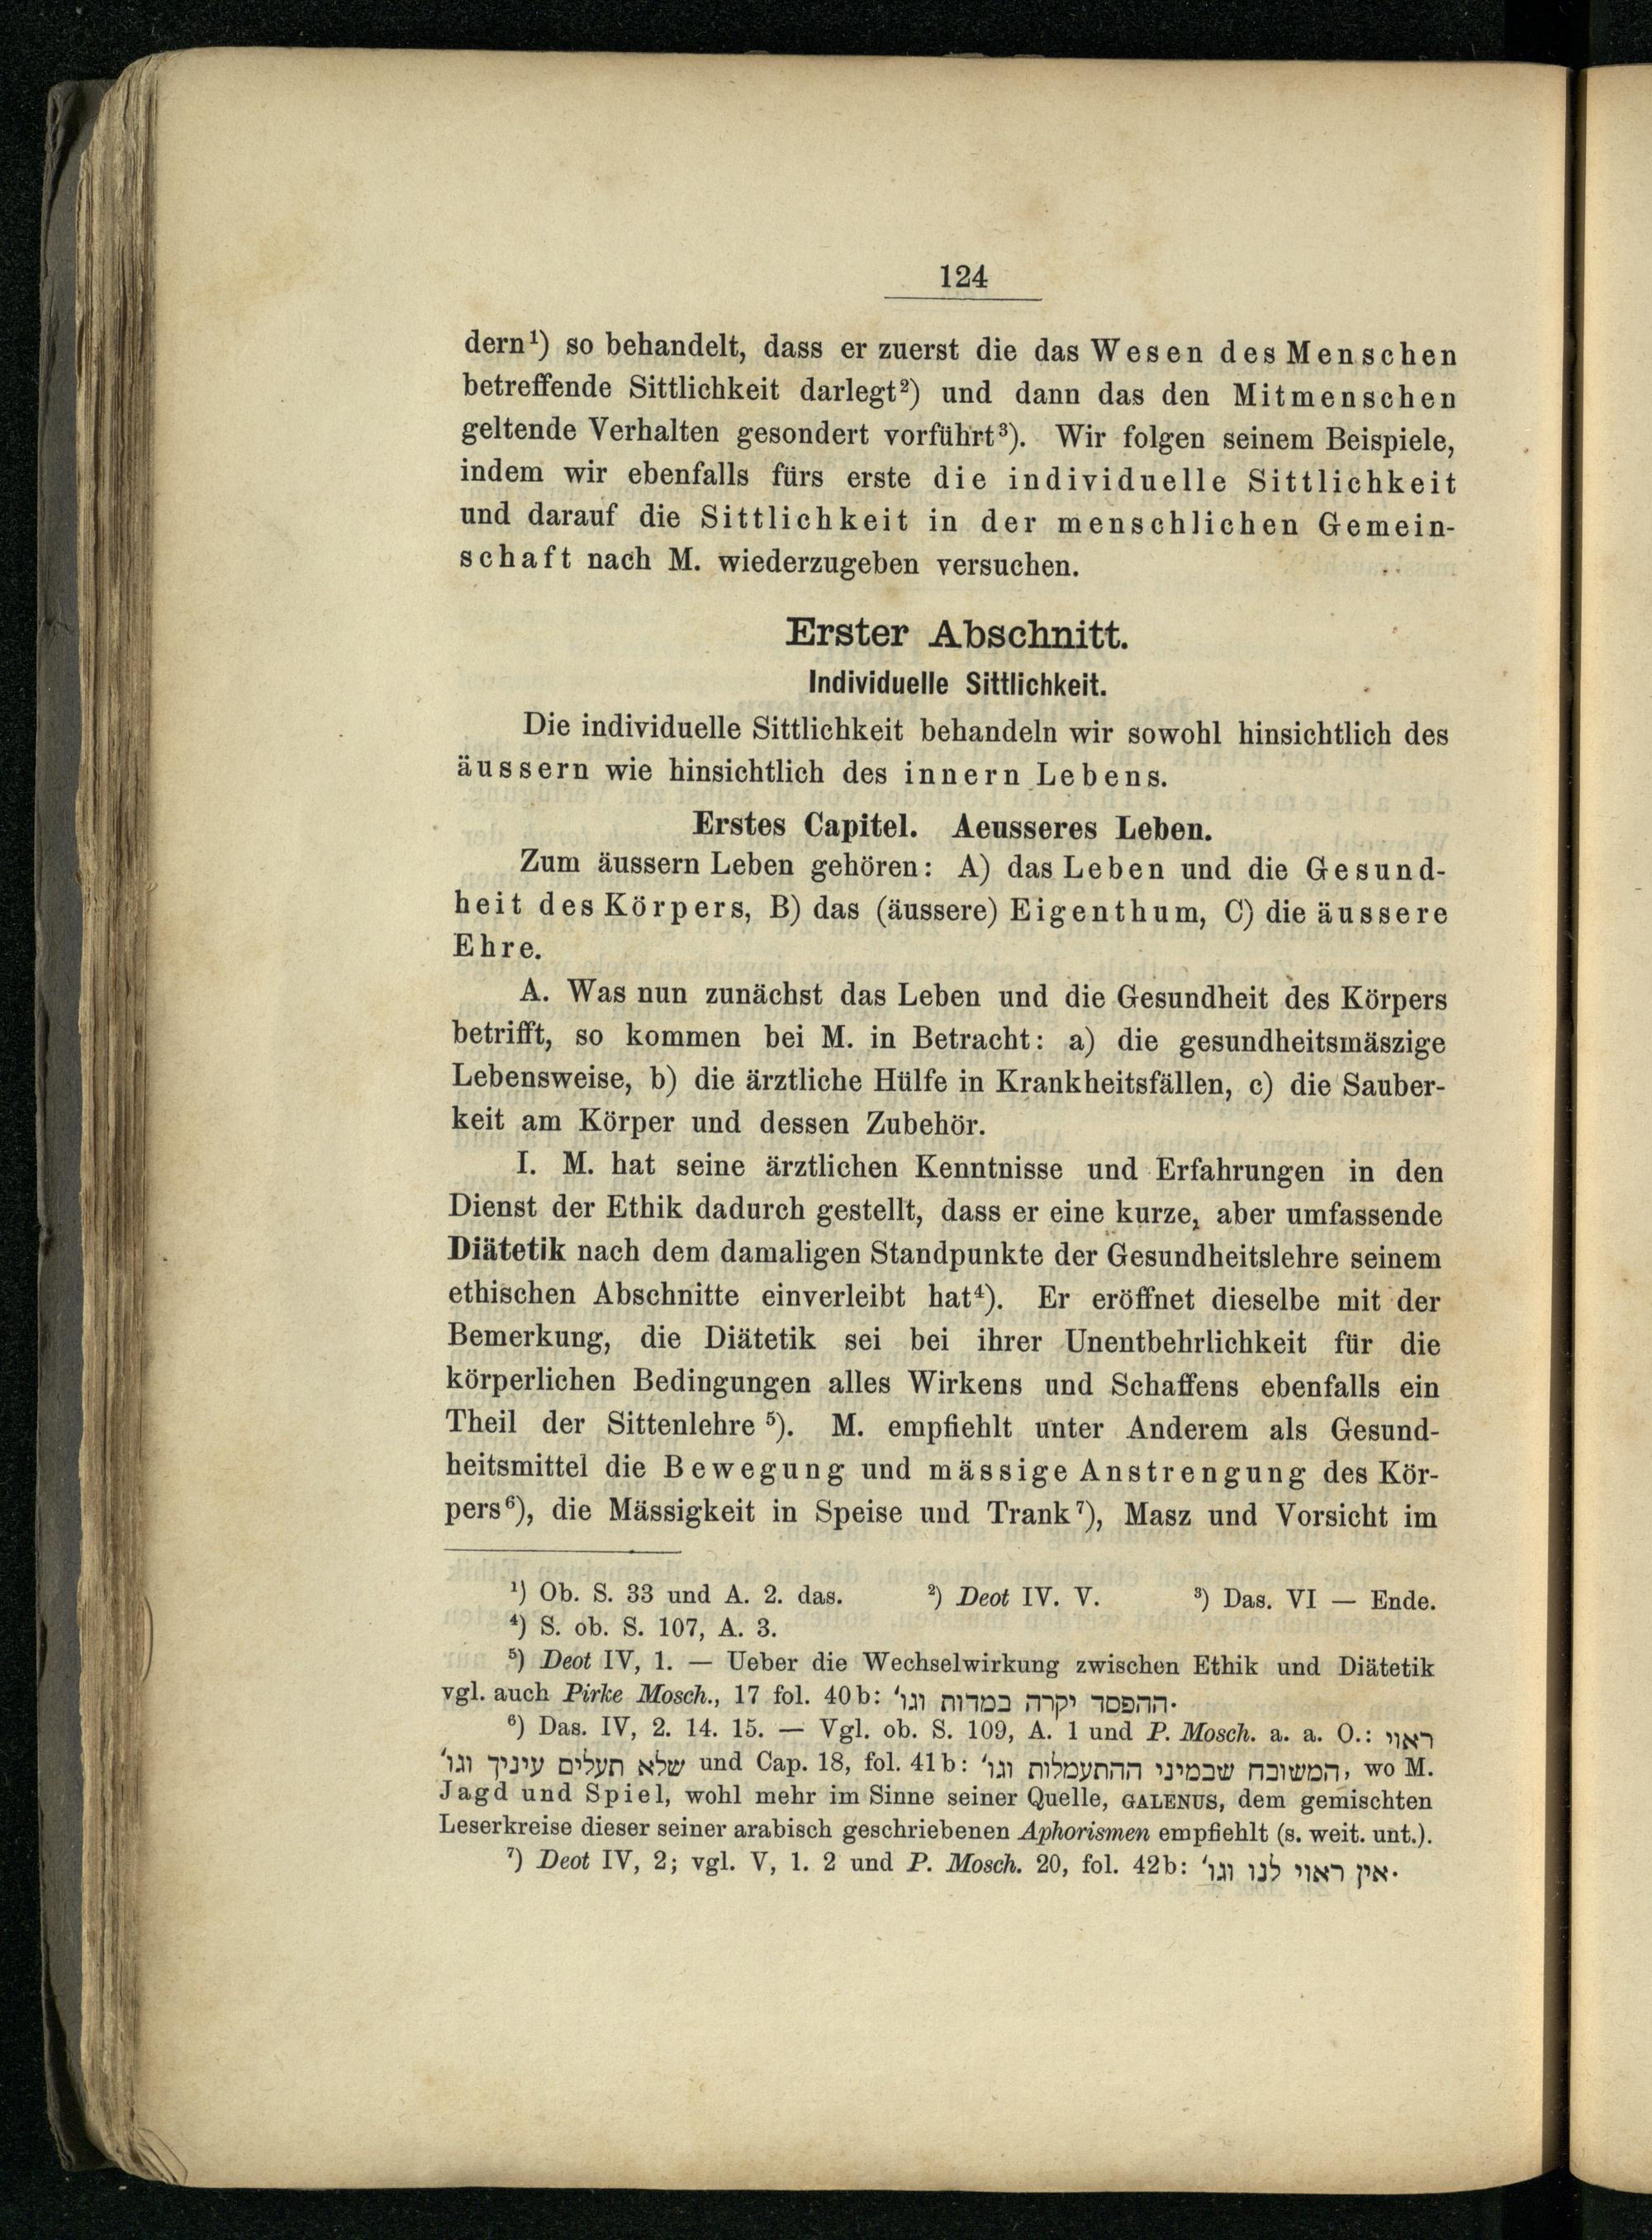 124
dern¹) so behandelt, dass er zuerst die das Wesen des Menschen
betreffende Sittlichkeit darlegt²) und dann das den Mitmenschen
geltende Verhalten gesondert vorführt³). Wir folgen seinem Beispiele,
indem wir ebenfalls fürs erste die individuelle Sittlichkeit
und darauf die Sittlichkeit in der menschlichen Gemein-
schaft nach M. wiederzugeben versuchen.
Erster Abschnitt.
Individuelle Sittlichkeit.
Die individuelle Sittlichkeit behandeln wir sowohl hinsichtlich des
äussern wie hinsichtlich des innern Lebens.
Erstes Capitel. Aeusseres Leben.
Zum äussern Leben gehören: A) das Leben und die Gesund-
heit des Körpers, B) das (äussere) Eigenthum, C) die äussere
Ehre.
A. Was nun zunächst das Leben und die Gesundheit des Körpers
betrifft, so kommen bei M. in Betracht: a) die gesundheitsmäszige
Lebensweise, b) die ärztliche Hülfe in Krankheitsfällen, c) die Sauber-
keit am Körper und dessen Zubehör.
I. M. hat seine ärztlichen Kenntnisse und Erfahrungen in den
Dienst der Ethik dadurch gestellt, dass er eine kurze, aber umfassende
Diätetik nach dem damaligen Standpunkte der Gesundheitslehre seinem
ethischen Abschnitte einverleibt hat⁴). Er eröffnet dieselbe mit der
Bemerkung, die Diätetik sei bei ihrer Unentbehrlichkeit für die
körperlichen Bedingungen alles Wirkens und Schaffens ebenfalls ein
Theil der Sittenlehre ⁵). M. empfiehlt unter Anderem als Gesund-
heitsmittel die Bewegung und mässige Anstrengung des Kör-
pers⁶), die Mässigkeit in Speise und Trank⁷), Masz und Vorsicht im
¹) Ob. S. 33 und A. 2. das. ²) Deot IV. V. ³) Das. VI — Ende.
⁴) S. ob. S. 107, A. 3.
⁵) Deot IV, 1. — Ueber die Wechselwirkung zwischen Ethik und Diätetik
vgl. auch Pirke Mosch., 17 fol. 40b: ההפסד יקרה במדות וגו'.
⁶) Das. IV, 2. 14. 15. — Vgl. ob. S. 109, A. 1 und P. Mosch. a. a. O.: ראוי
שלא תעלים עיניך וגו' und Cap. 18, fol. 41b: המשובח שבמיני ההתעמלות וגו', wo M.
Jagd und Spiel, wohl mehr im Sinne seiner Quelle, GALENUS, dem gemischten
Leserkreise dieser seiner arabisch geschriebenen Aphorismen empfiehlt (s. weit. unt.).
⁷) Deot IV, 2; vgl. V, 1. 2 und P. Mosch. 20, fol. 42b: אין ראוי לנו וגו'.